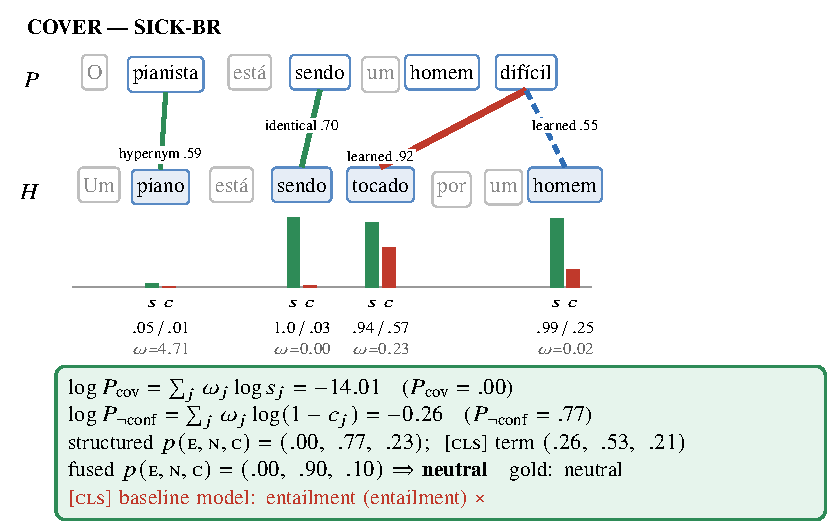 COVER — SICK-BR
P O pianista está sendo um homem difícil
identical .70 learned .55
hypernym .59 learned .92
H Um piano está sendo tocado por um homem
s c s c s c s c
.05 / .01 1.0 / .03 .94 / .57 .99 / .25
ω=4.71 ω=0.00 ω=0.23 ω=0.02
log P_cov = ∑_j ω_j log s_j = −14.01 (P_cov = .00)
log P_¬conf = ∑_j ω_j log(1 − c_j) = −0.26 (P_¬conf = .77)
structured p(E, N, C) = (.00, .77, .23); [CLS] term (.26, .53, .21)
fused p(E, N, C) = (.00, .90, .10) ⟹ neutral gold: neutral
[CLS] baseline model: entailment (entailment) ×